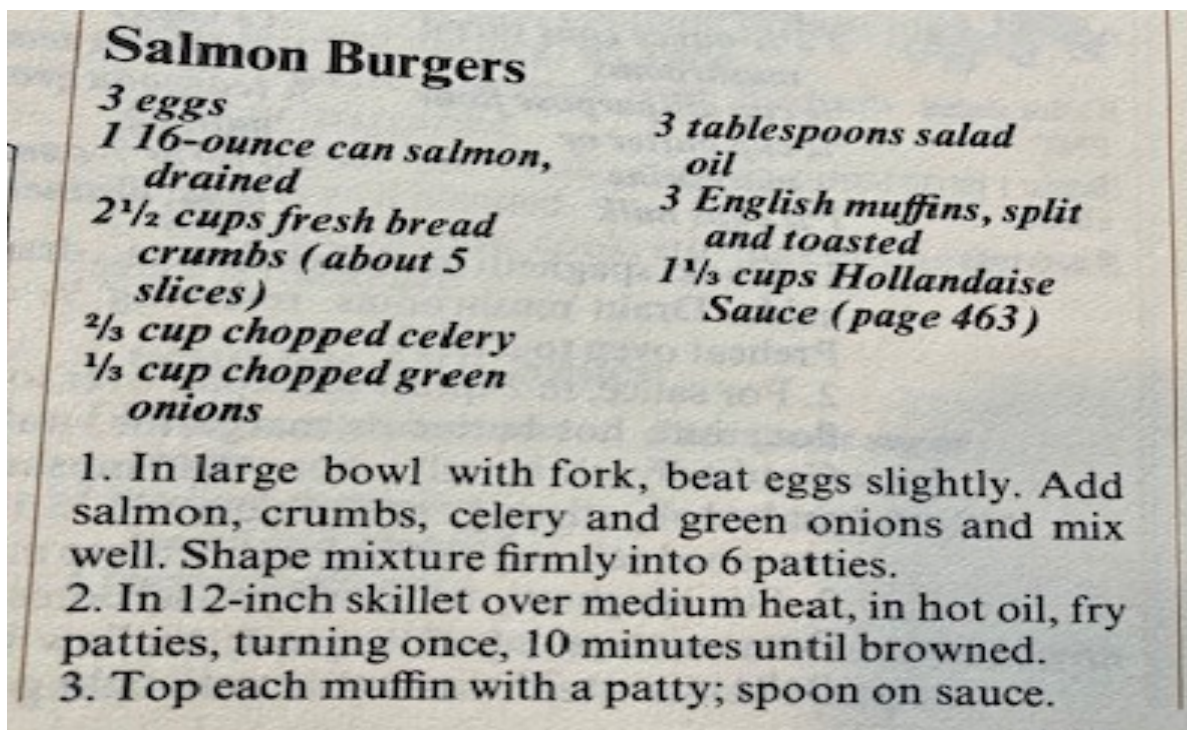 Salmon Burgers
3 eggs
1 16-ounce can salmon,
drained
2½ cups fresh bread
crumbs (about 5
slices)
⅔ cup chopped celery
⅓ cup chopped green
onions
3 tablespoons salad
oil
3 English muffins, split
and toasted
1⅓ cups Hollandaise
Sauce (page 463)
1. In large bowl with fork, beat eggs slightly. Add
salmon, crumbs, celery and green onions and mix
well. Shape mixture firmly into 6 patties.
2. In 12-inch skillet over medium heat, in hot oil, fry
patties, turning once, 10 minutes until browned.
3. Top each muffin with a patty; spoon on sauce.